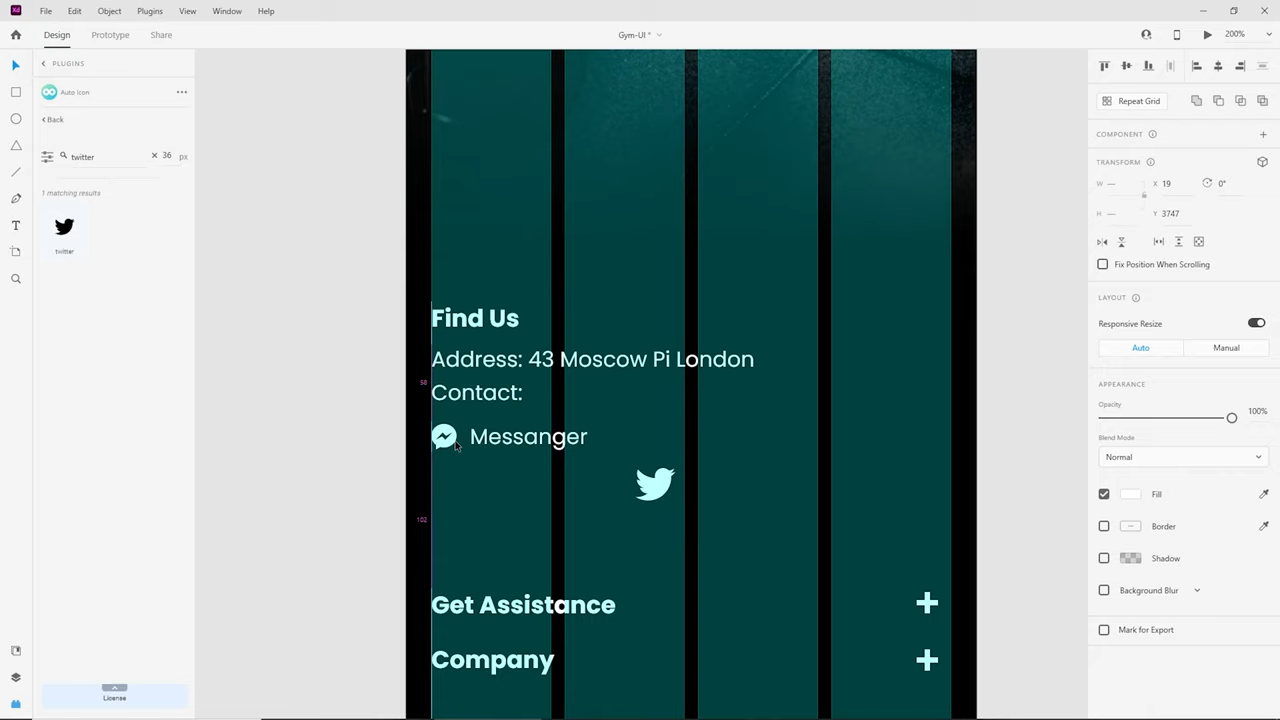 File Edit Object Plugins View Window Help
Design Prototype Share
Gym-UI *
200%
PLUGINS
Auto Icon
Back
twitter
36 px
1 matching results
twitter
License
Find Us
Address: 43 Moscow Pi London
58
Contact:
Messanger
102
Get Assistance
Company
Repeat Grid
COMPONENT
TRANSFORM
W — X 19 0°
H — Y 3747
Fix Position When Scrolling
LAYOUT
Responsive Resize
Auto Manual
APPEARANCE
Opacity
100%
Blend Mode
Normal
Fill
Border
Shadow
Background Blur
Mark for Export